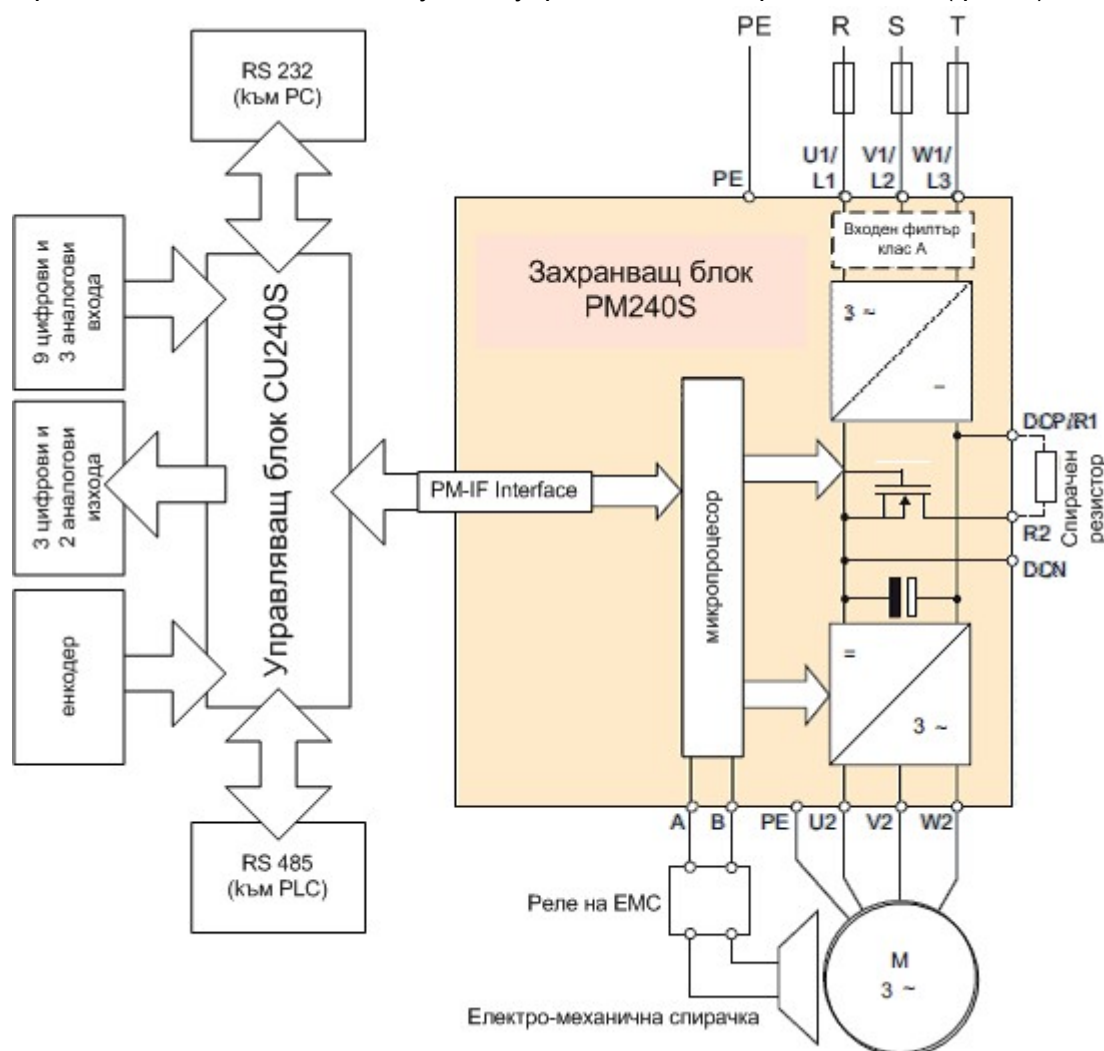 PE
R
S
T
RS 232
(към PC)
U1/
L1
V1/
L2
W1/
L3
PE
Входен филтър
клас А
Захранващ блок
PM240S
3 ~
–
9 цифрови и
3 аналогови
входа
3 цифрови и
2 аналогови
изхода
енкодер
Управляващ блок CU240S
PM-IF Interface
микропроцесор
DCP/R1
R2
Спирачен
резистор
DCN
=
3 ~
A
B
PE
U2
V2
W2
RS 485
(към PLC)
Реле на ЕМС
М
3 ~
Електро-механична спирачка